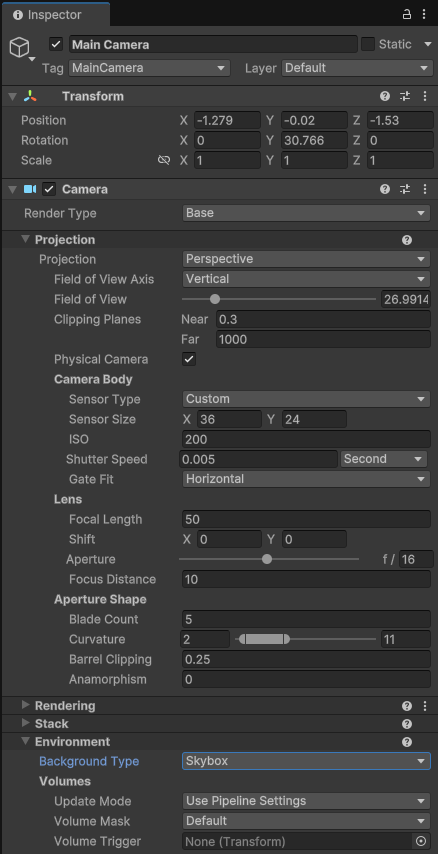 Inspector
Main Camera Static
Tag MainCamera Layer Default
Transform
Position X -1.279 Y -0.02 Z -1.53
Rotation X 0 Y 30.766 Z 0
Scale X 1 Y 1 Z 1
Camera
Render Type Base
Projection
Projection Perspective
Field of View Axis Vertical
Field of View 26.9914
Clipping Planes Near 0.3
Far 1000
Physical Camera
Camera Body
Sensor Type Custom
Sensor Size X 36 Y 24
ISO 200
Shutter Speed 0.005 Second
Gate Fit Horizontal
Lens
Focal Length 50
Shift X 0 Y 0
Aperture f / 16
Focus Distance 10
Aperture Shape
Blade Count 5
Curvature 2 11
Barrel Clipping 0.25
Anamorphism 0
Rendering
Stack
Environment
Background Type Skybox
Volumes
Update Mode Use Pipeline Settings
Volume Mask Default
Volume Trigger None (Transform)